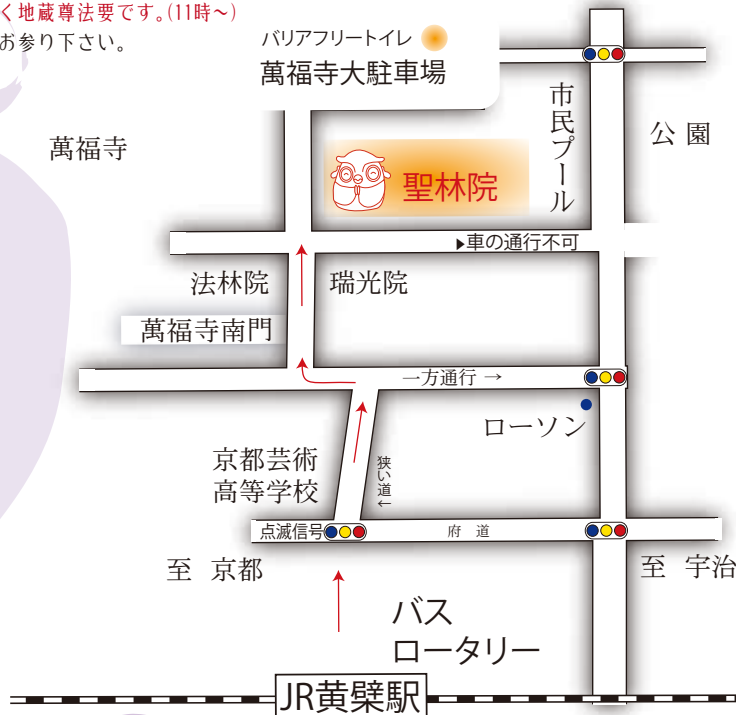 く地蔵尊法要です。(11時～)
お参り下さい。
バリアフリートイレ
萬福寺大駐車場
市民プール
公園
萬福寺
聖林院
▶車の通行不可
法林院
瑞光院
萬福寺南門
一方通行 →
ローソン
京都芸術
高等学校
狭い道←
点滅信号
府道
至 京都
至 宇治
バス
ロータリー
JR黄檗駅